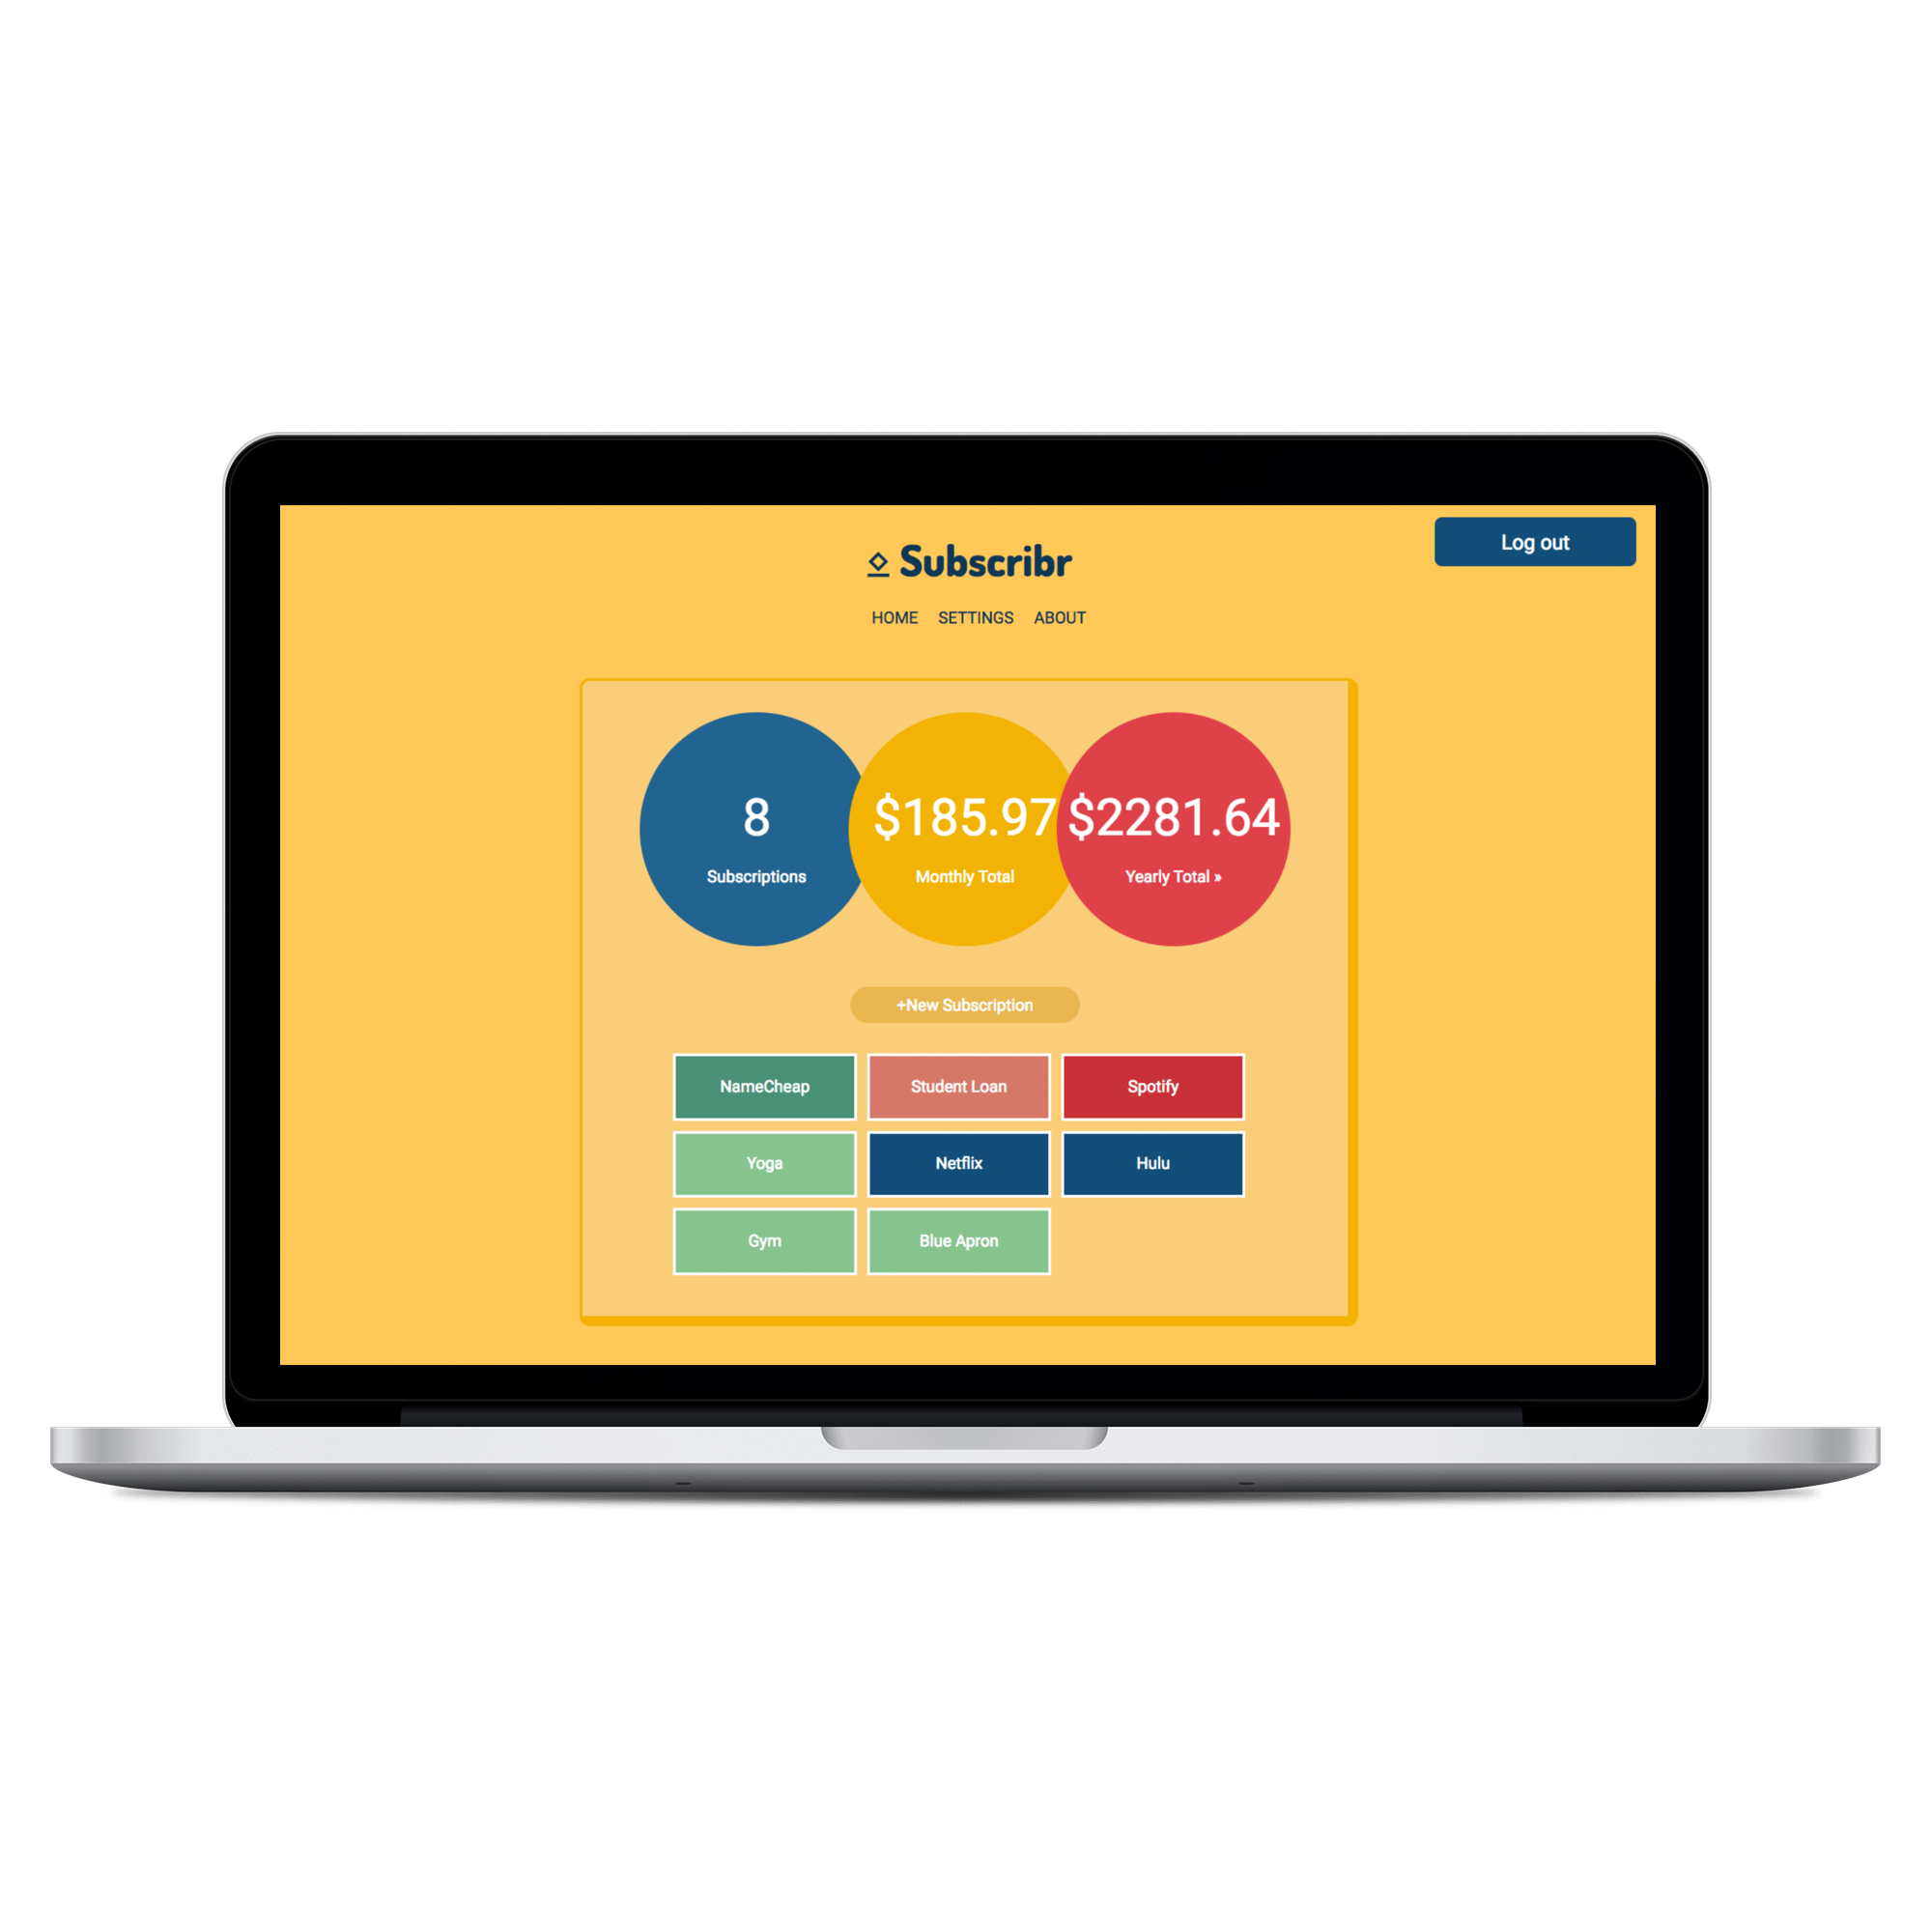 Log out
Subscribr
HOME SETTINGS ABOUT
8 $185.97 $2281.64
Subscriptions Monthly Total Yearly Total »
+New Subscription
NameCheap Student Loan Spotify
Yoga Netflix Hulu
Gym Blue Apron